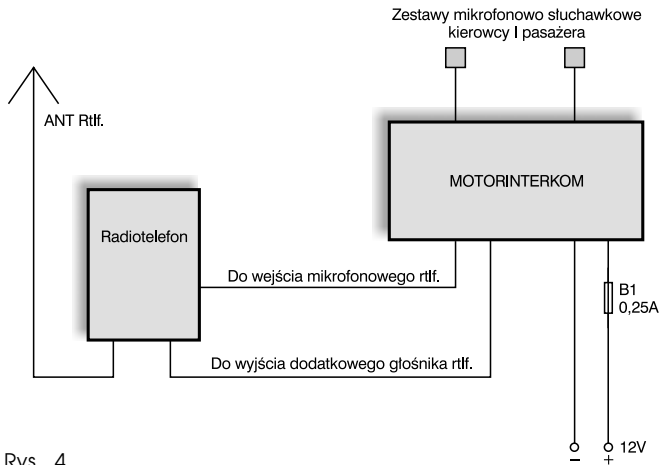 Zestawy mikrofonowo słuchawkowe
kierowcy I pasażera
ANT Rtlf.
MOTORINTERKOM
Radiotelefon
Do wejścia mikrofonowego rtlf.
B1
0,25A
Do wyjścia dodatkowego głośnika rtlf.
12V
– +
Rys. 4